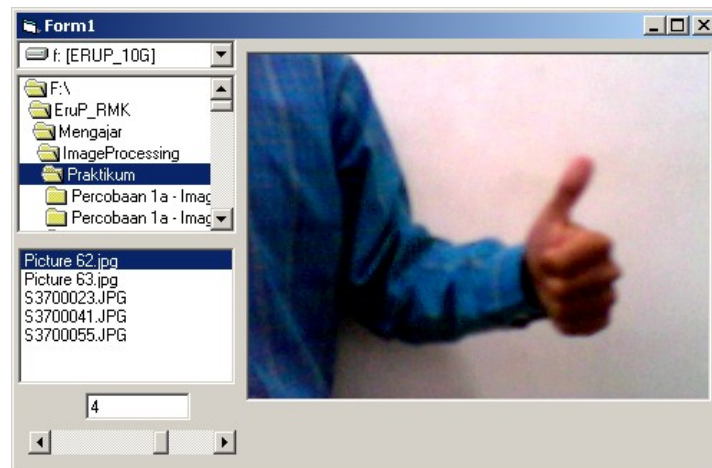 Form1
f: [ERUP_10G]
F:\
EruP_RMK
Mengajar
ImageProcessing
Praktikum
Percobaan 1a - Imag
Percobaan 1a - Imag
Picture 62.jpg
Picture 63.jpg
S3700023.JPG
S3700041.JPG
S3700055.JPG
4